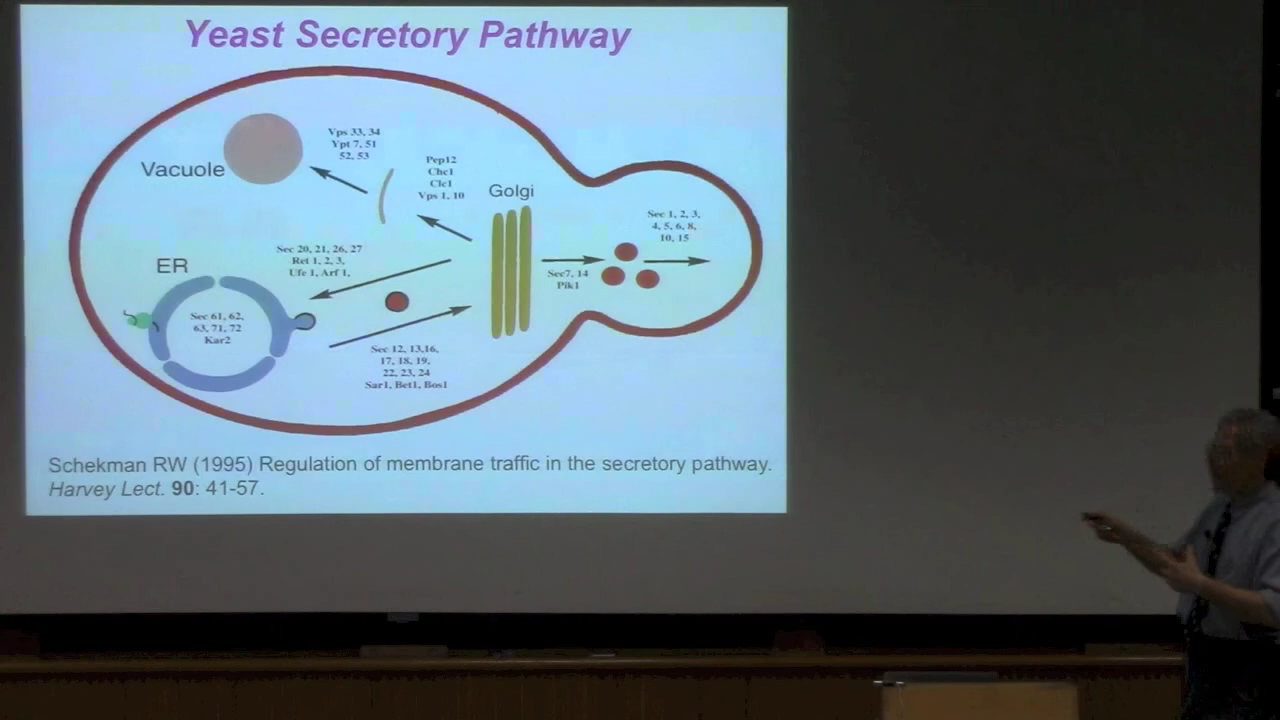 Yeast Secretory Pathway
Vacuole
Vps 33, 34
Ypt 7, 51
52, 53
Pep12
Chc1
Clc1
Vps 1, 10
Golgi
Sec 1, 2, 3,
4, 5, 6, 8,
10, 15
Sec7, 14
Pik1
Sec 20, 21, 26, 27
Ret 1, 2, 3,
Ufe 1, Arf 1,
ER
Sec 61, 62,
63, 71, 72
Kar2
Sec 12, 13,16,
17, 18, 19,
22, 23, 24
Sar1, Bet1, Bos1
Schekman RW (1995) Regulation of membrane traffic in the secretory pathway.
Harvey Lect. 90: 41-57.